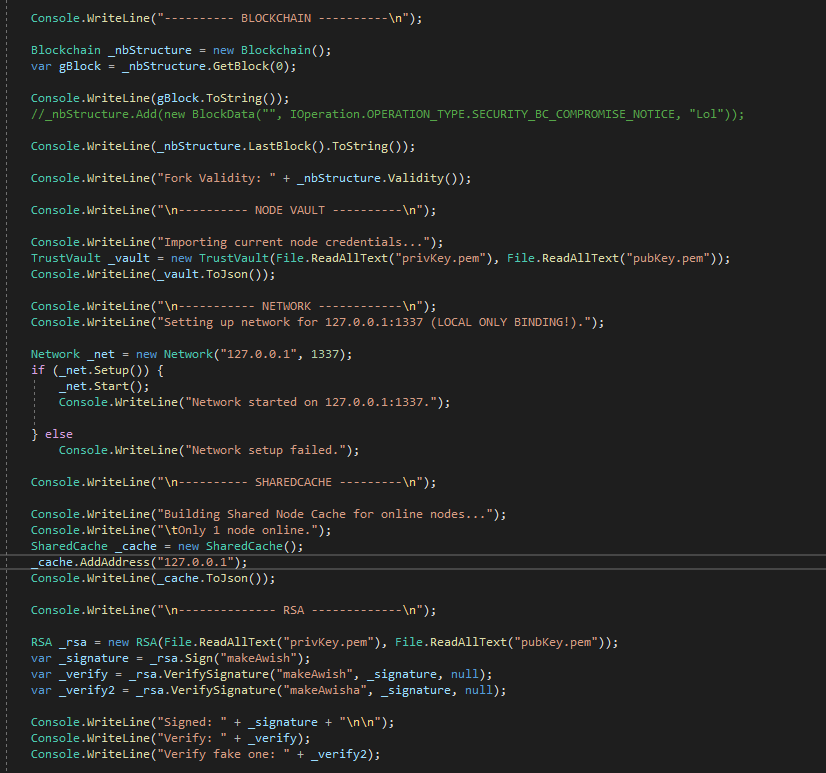 Console.WriteLine("---------- BLOCKCHAIN ----------\n");
Blockchain _nbStructure = new Blockchain();
var gBlock = _nbStructure.GetBlock(0);
Console.WriteLine(gBlock.ToString());
//_nbStructure.Add(new BlockData("", IOperation.OPERATION_TYPE.SECURITY_BC_COMPROMISE_NOTICE, "Lol"));
Console.WriteLine(_nbStructure.LastBlock().ToString());
Console.WriteLine("Fork Validity: " + _nbStructure.Validity());
Console.WriteLine("\n---------- NODE VAULT ----------\n");
Console.WriteLine("Importing current node credentials...");
TrustVault _vault = new TrustVault(File.ReadAllText("privKey.pem"), File.ReadAllText("pubKey.pem"));
Console.WriteLine(_vault.ToJson());
Console.WriteLine("\n----------- NETWORK ------------\n");
Console.WriteLine("Setting up network for 127.0.0.1:1337 (LOCAL ONLY BINDING!).");
Network _net = new Network("127.0.0.1", 1337);
if (_net.Setup()) {
_net.Start();
Console.WriteLine("Network started on 127.0.0.1:1337.");
} else
Console.WriteLine("Network setup failed.");
Console.WriteLine("\n---------- SHAREDCACHE ---------\n");
Console.WriteLine("Building Shared Node Cache for online nodes...");
Console.WriteLine("\tOnly 1 node online.");
SharedCache _cache = new SharedCache();
_cache.AddAddress("127.0.0.1");
Console.WriteLine(_cache.ToJson());
Console.WriteLine("\n-------------- RSA -------------\n");
RSA _rsa = new RSA(File.ReadAllText("privKey.pem"), File.ReadAllText("pubKey.pem"));
var _signature = _rsa.Sign("makeAwish");
var _verify = _rsa.VerifySignature("makeAwish", _signature, null);
var _verify2 = _rsa.VerifySignature("makeAwisha", _signature, null);
Console.WriteLine("Signed: " + _signature + "\n\n");
Console.WriteLine("Verify: " + _verify);
Console.WriteLine("Verify fake one: " + _verify2);